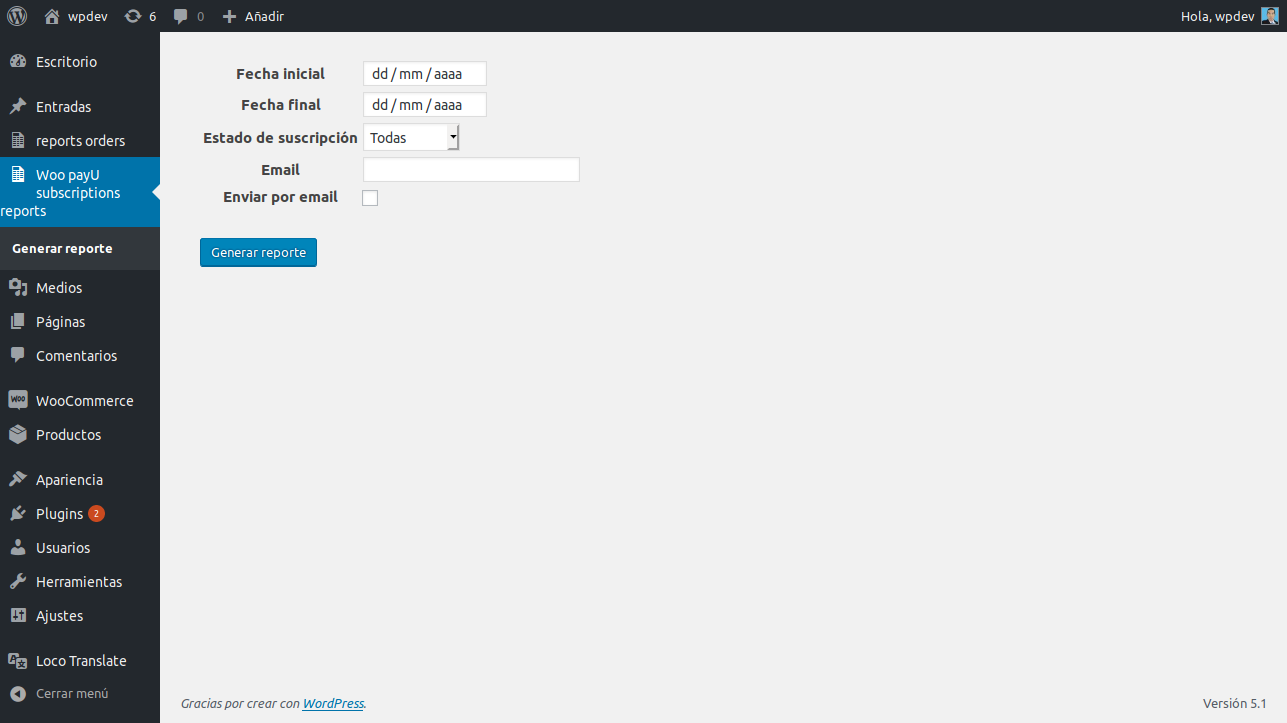 wpdev 6 0 Añadir Hola, wpdev
Escritorio
Entradas
reports orders
Woo payU
subscriptions
reports
Generar reporte
Medios
Páginas
Comentarios
WOO WooCommerce
Productos
Apariencia
Plugins 2
Usuarios
Herramientas
Ajustes
Loco Translate
Cerrar menú
Fecha inicial dd / mm / aaaa
Fecha final dd / mm / aaaa
Estado de suscripción Todas
Email
Enviar por email
Generar reporte
Gracias por crear con WordPress. Versión 5.1